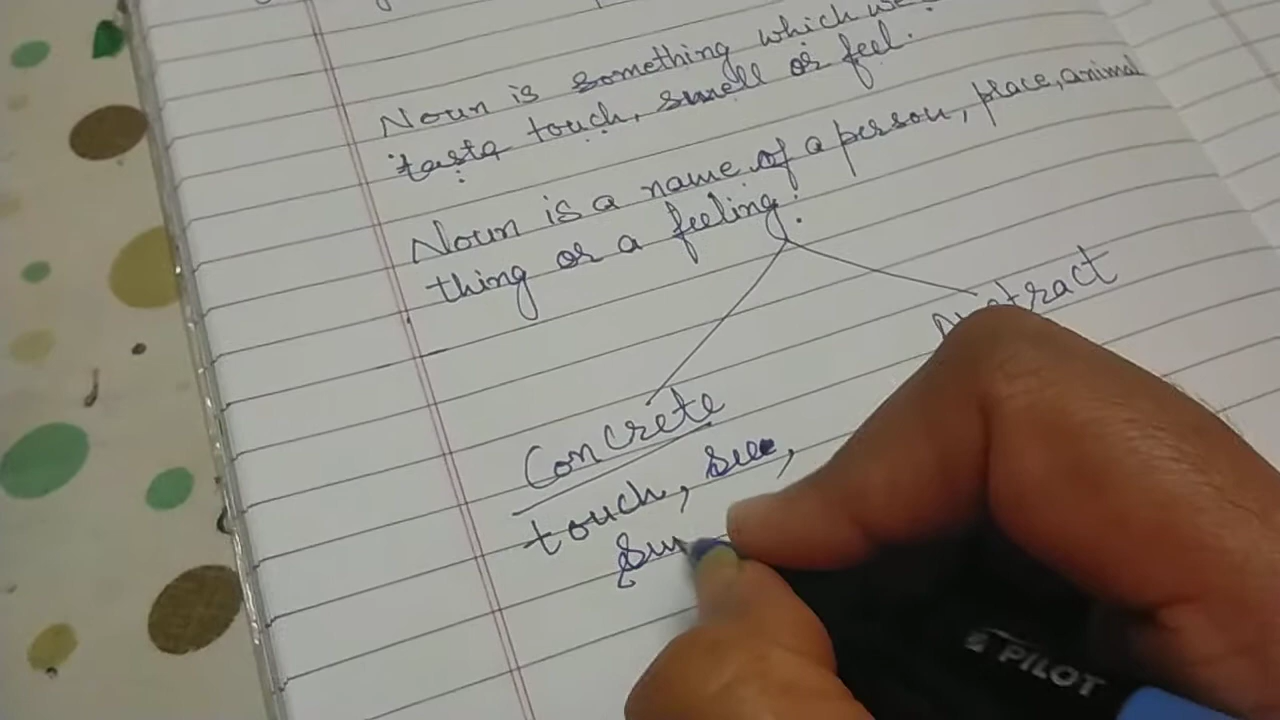 Noun is something which we
taste touch, smell or feel.
Noun is a name of a person, place, animal
thing or a feeling.
Concrete
touch, see,
PILOT